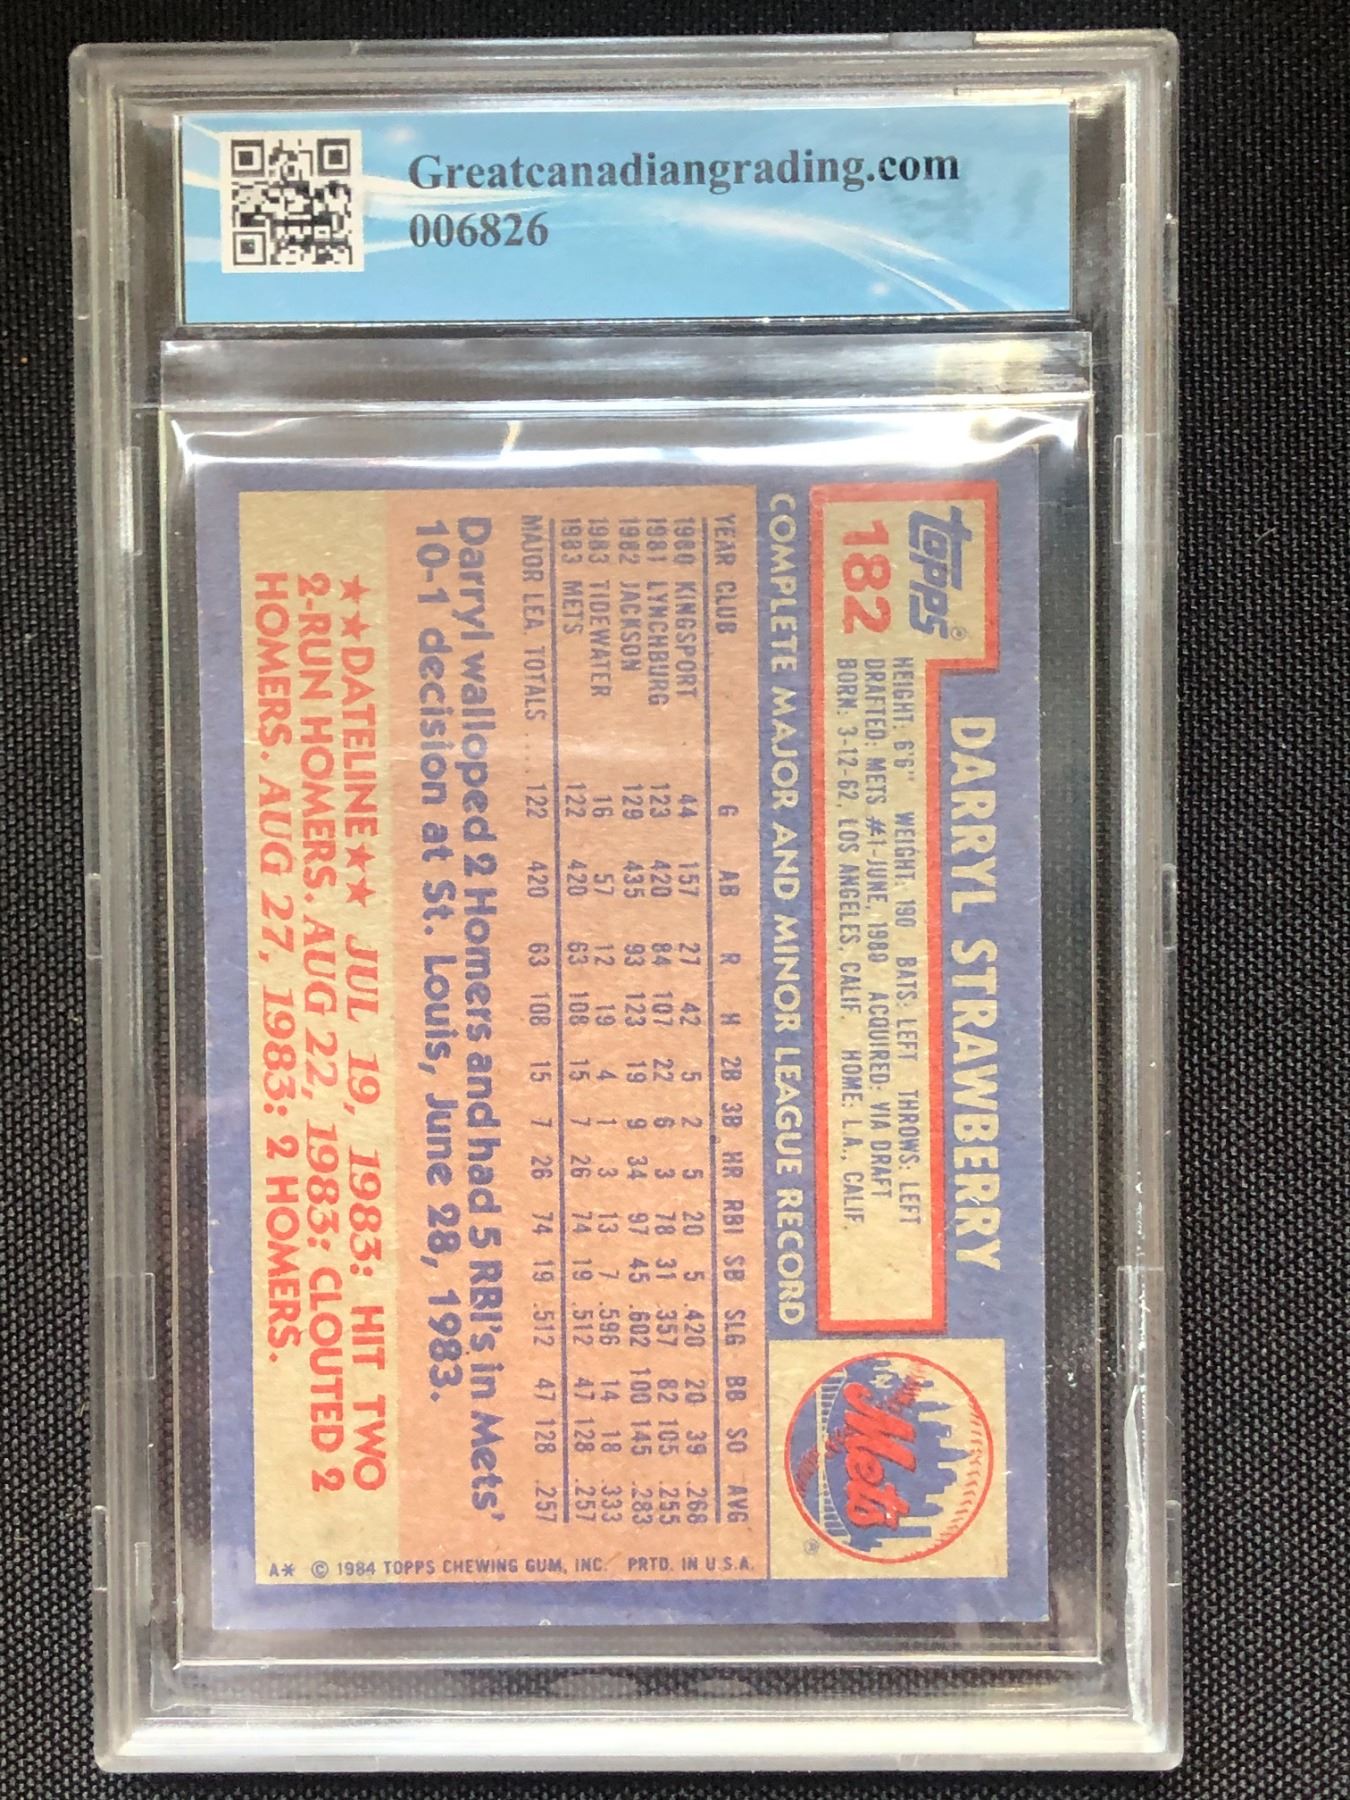 Greatcanadiangrading.com
006826
topps®
182
DARRYL STRAWBERRY
HEIGHT: 6'6" WEIGHT: 190 BATS: LEFT THROWS: LEFT
DRAFTED: METS #1-JUNE, 1980 ACQUIRED: VIA DRAFT
BORN: 3-12-62, LOS ANGELES, CALIF. HOME: L.A., CALIF.
Mets
®
COMPLETE MAJOR AND MINOR LEAGUE RECORD
YEAR CLUB G AB R H 2B 3B HR RBI SB SLG BB SO AVG
1980 KINGSPORT 44 157 27 42 5 2 5 20 5 .420 20 39 .268
1981 LYNCHBURG 123 420 84 107 22 6 3 78 31 .357 82 105 .255
1982 JACKSON 129 435 93 123 19 9 34 97 45 .602 100 145 .283
1983 TIDEWATER 16 57 12 19 4 1 3 13 7 .596 14 18 .333
1983 METS 122 420 63 108 15 7 26 74 19 .512 47 128 .257
MAJOR LEA. TOTALS ... 122 420 63 108 15 7 26 74 19 .512 47 128 .257
Darryl walloped 2 Homers and had 5 RBI's in Mets'
10-1 decision at St. Louis, June 28, 1983.
★★DATELINE★★ JUL 19, 1983: HIT TWO
2-RUN HOMERS. AUG 22, 1983: CLOUTED 2
HOMERS. AUG 27, 1983: 2 HOMERS.
A* © 1984 TOPPS CHEWING GUM, INC. PRTD. IN U.S.A.